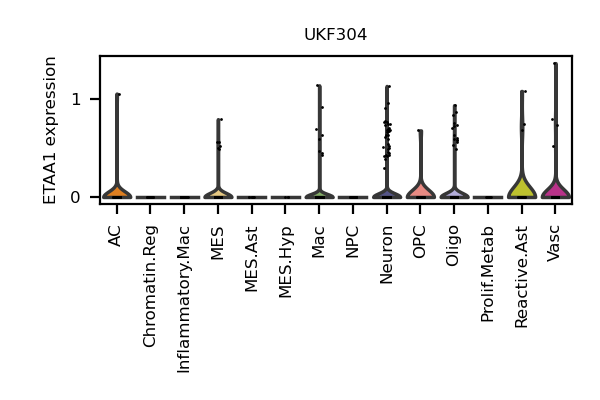 UKF304
ETAA1 expression
1
0
AC
Chromatin.Reg
Inflammatory.Mac
MES
MES.Ast
MES.Hyp
Mac
NPC
Neuron
OPC
Oligo
Prolif.Metab
Reactive.Ast
Vasc